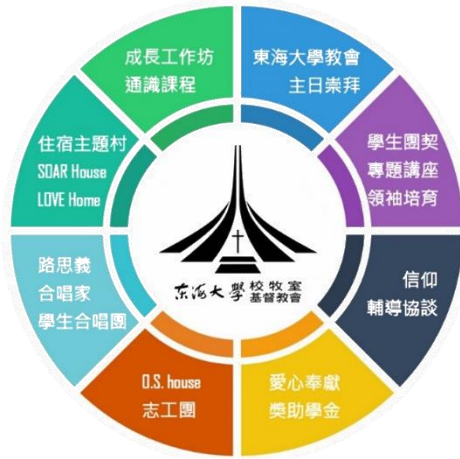 成長工作坊
通識課程
東海大學教會
主日崇拜
學生團契
專題講座
領袖培育
信仰
輔導協談
愛心奉獻
獎助學金
O.S. house
志工團
路思義
合唱家
學生合唱團
住宿主題村
SOAR House
LOVE Home
东海大學 校牧室
基督教會